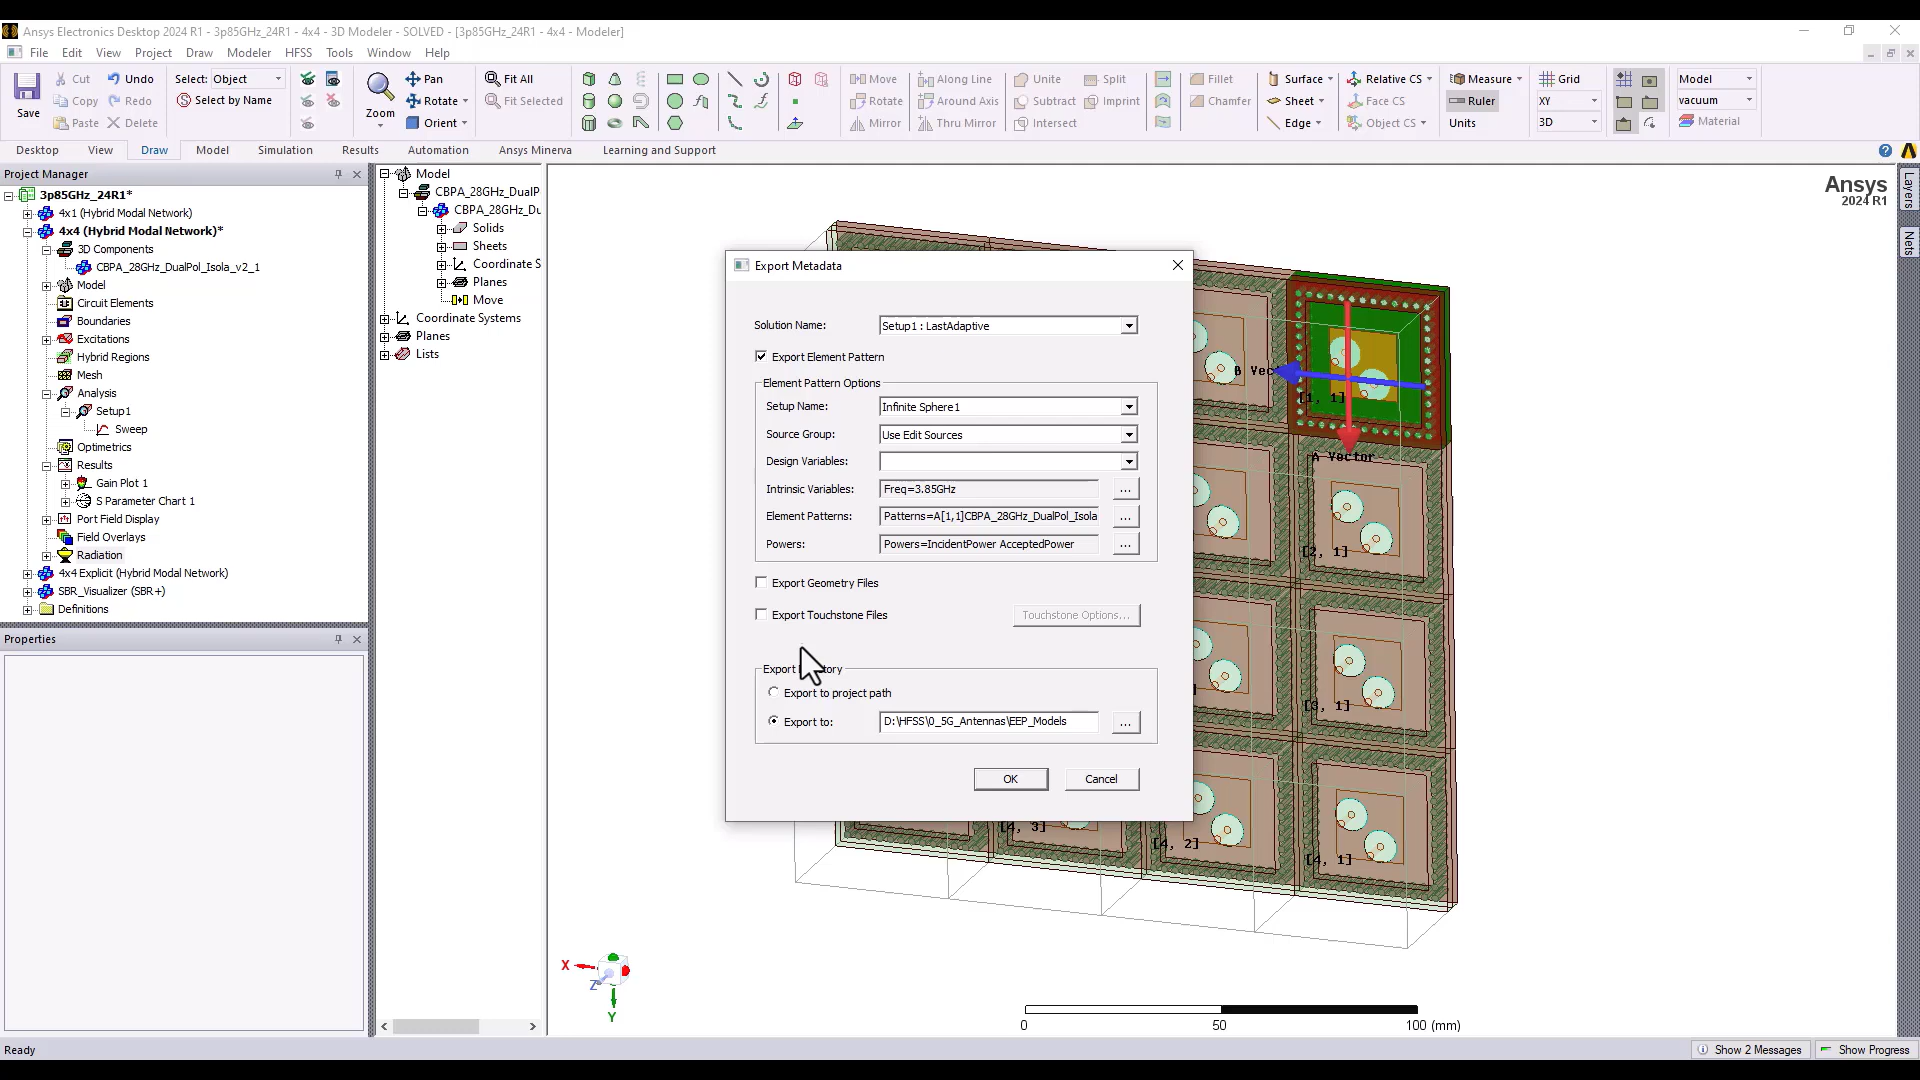 Ansys Electronics Desktop 2024 R1 - 3p85GHz_24R1 - 4x4 - 3D Modeler - SOLVED - [3p85GHz_24R1 - 4x4 - Modeler]
File Edit View Project Draw Modeler HFSS Tools Window Help
Save
Cut Undo
Copy Redo
Paste Delete
Select: Object
Select by Name
Zoom
Pan
Rotate
Orient
Fit All
Fit Selected
Move Along Line
Rotate Around Axis
Mirror Thru Mirror
Unite Split
Subtract Imprint
Intersect
Fillet
Chamfer
Surface
Sheet
Edge
Relative CS
Face CS
Object CS
Measure
Ruler
Units
Grid
XY
3D
Model
vacuum
Material
Desktop View Draw Model Simulation Results Automation Ansys Minerva Learning and Support
Project Manager
3p85GHz_24R1*
4x1 (Hybrid Modal Network)
4x4 (Hybrid Modal Network)*
3D Components
CBPA_28GHz_DualPol_Isola_v2_1
Model
Circuit Elements
Boundaries
Excitations
Hybrid Regions
Mesh
Analysis
Setup1
Sweep
Optimetrics
Results
Gain Plot 1
S Parameter Chart 1
Port Field Display
Field Overlays
Radiation
4x4 Explicit (Hybrid Modal Network)
SBR_Visualizer (SBR+)
Definitions
Properties
Model
CBPA_28GHz_DualP
CBPA_28GHz_Du
Solids
Sheets
Coordinate S
Planes
Move
Coordinate Systems
Planes
Lists
Ansys
2024 R1
Layers
Nets
Export Metadata
Solution Name: Setup1 : LastAdaptive
Export Element Pattern
Element Pattern Options
Setup Name: Infinite Sphere1
Source Group: Use Edit Sources
Design Variables:
Intrinsic Variables: Freq=3.85GHz ...
Element Patterns: Patterns=A[1,1]CBPA_28GHz_DualPol_Isola ...
Powers: Powers=IncidentPower AcceptedPower ...
Export Geometry Files
Export Touchstone Files Touchstone Options...
Export
Export to project path
Export to: D:\HFSS\0_5G_Antennas\EEP_Models ...
OK Cancel
B Vec
[1, 1]
A Vector
[2, 1]
[3, 1]
[4, 3]
[4, 2]
[4, 1]
X
Z
Y
0 50 100 (mm)
Ready
Show 2 Messages Show Progress